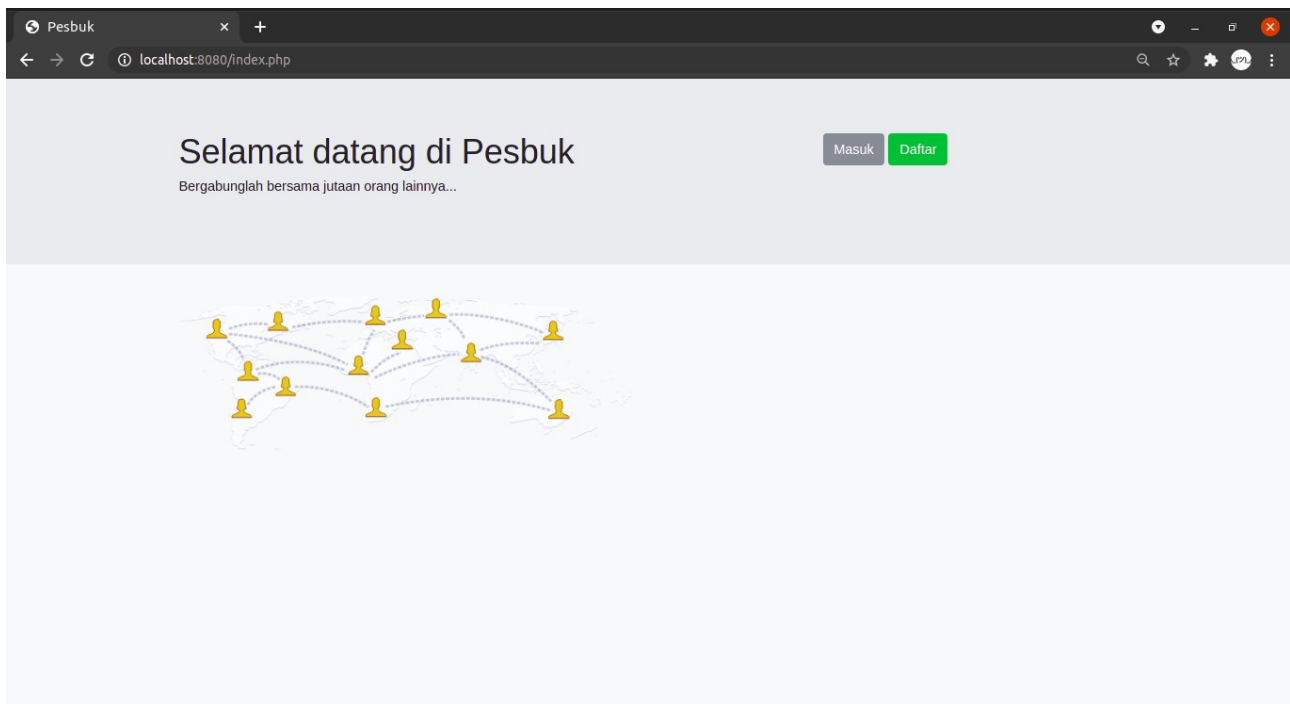 Pesbuk
localhost:8080/index.php
Selamat datang di Pesbuk
Masuk
Daftar
Bergabunglah bersama jutaan orang lainnya...